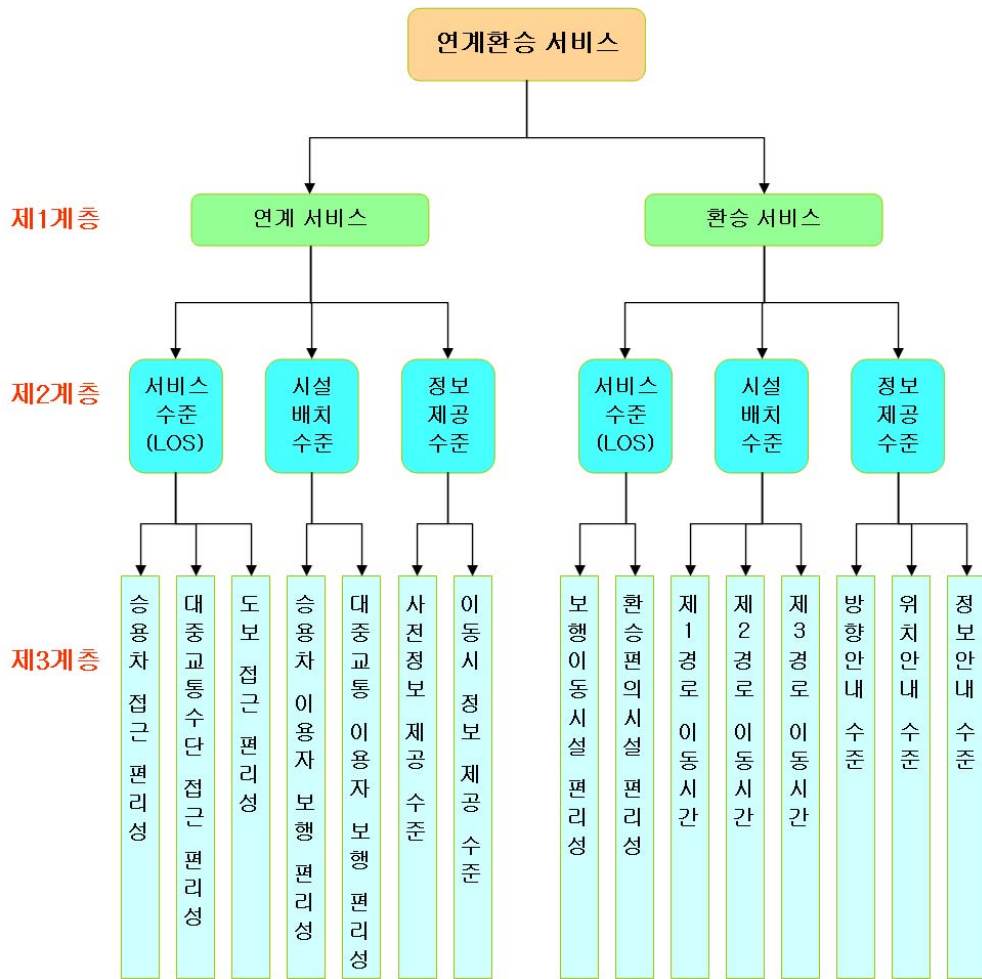 연계환승 서비스
제1계층
연계 서비스
환승 서비스
제2계층
서비스
수준
(LOS)
시설
배치
수준
정보
제공
수준
서비스
수준
(LOS)
시설
배치
수준
정보
제공
수준
제3계층
승용차 접근 편리성
대중교통수단 접근 편리성
도보 접근 편리성
승용차 이용자 보행 편리성
대중교통 이용자 보행 편리성
사전정보 제공 수준
이동시 정보 제공 수준
보행이동시설 편리성
환승편의시설 편리성
제1경로 이동시간
제2경로 이동시간
제3경로 이동시간
방향안내 수준
위치안내 수준
정보안내 수준